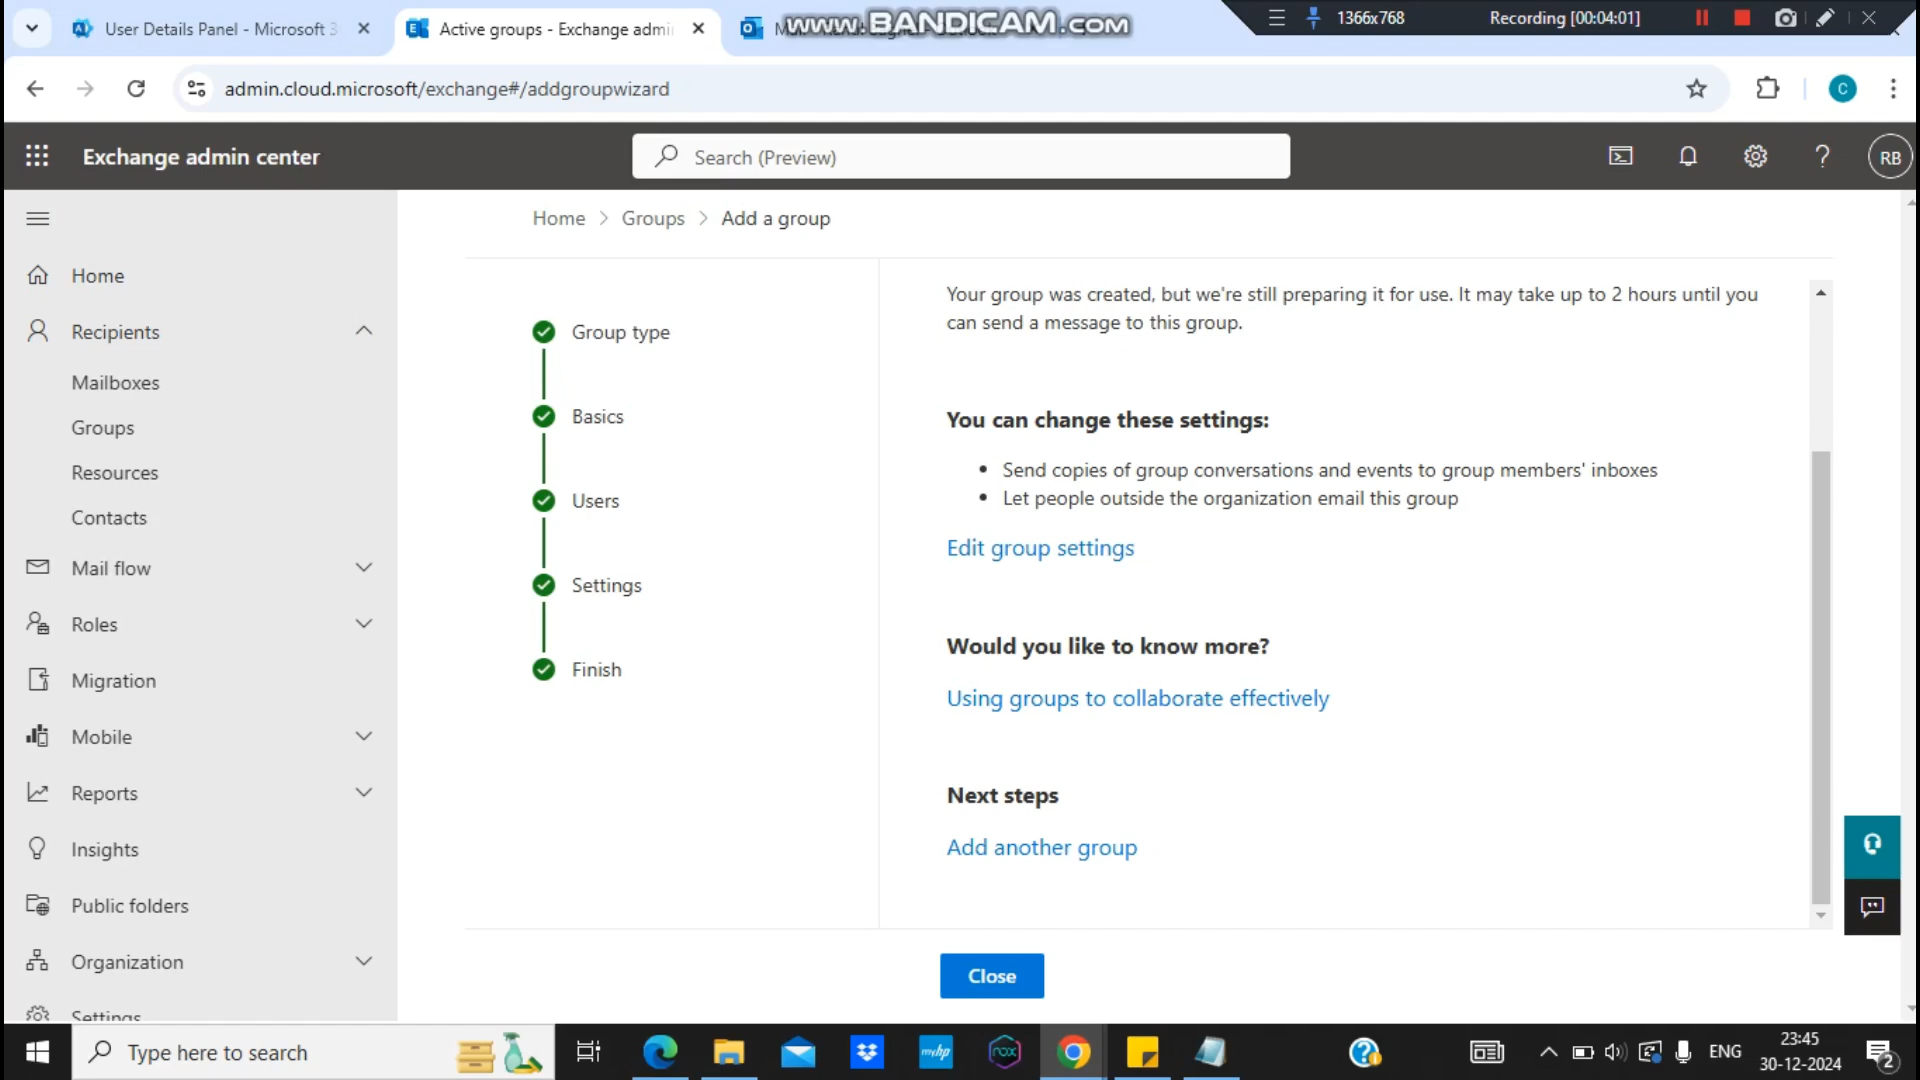 User Details Panel - Microsoft 3
Active groups - Exchange admi
www.BANDICAM.com
1366x768
Recording [00:04:01]
admin.cloud.microsoft/exchange#/addgroupwizard
C
Exchange admin center
Search (Preview)
RB
Home > Groups > Add a group
Home
Recipients
Mailboxes
Groups
Resources
Contacts
Mail flow
Roles
Migration
Mobile
Reports
Insights
Public folders
Organization
Settings
Group type
Basics
Users
Settings
Finish
Your group was created, but we're still preparing it for use. It may take up to 2 hours until you
can send a message to this group.
You can change these settings:
• Send copies of group conversations and events to group members' inboxes
• Let people outside the organization email this group
Edit group settings
Would you like to know more?
Using groups to collaborate effectively
Next steps
Add another group
Close
Type here to search
myhp
nox
ENG
23:45
30-12-2024
2